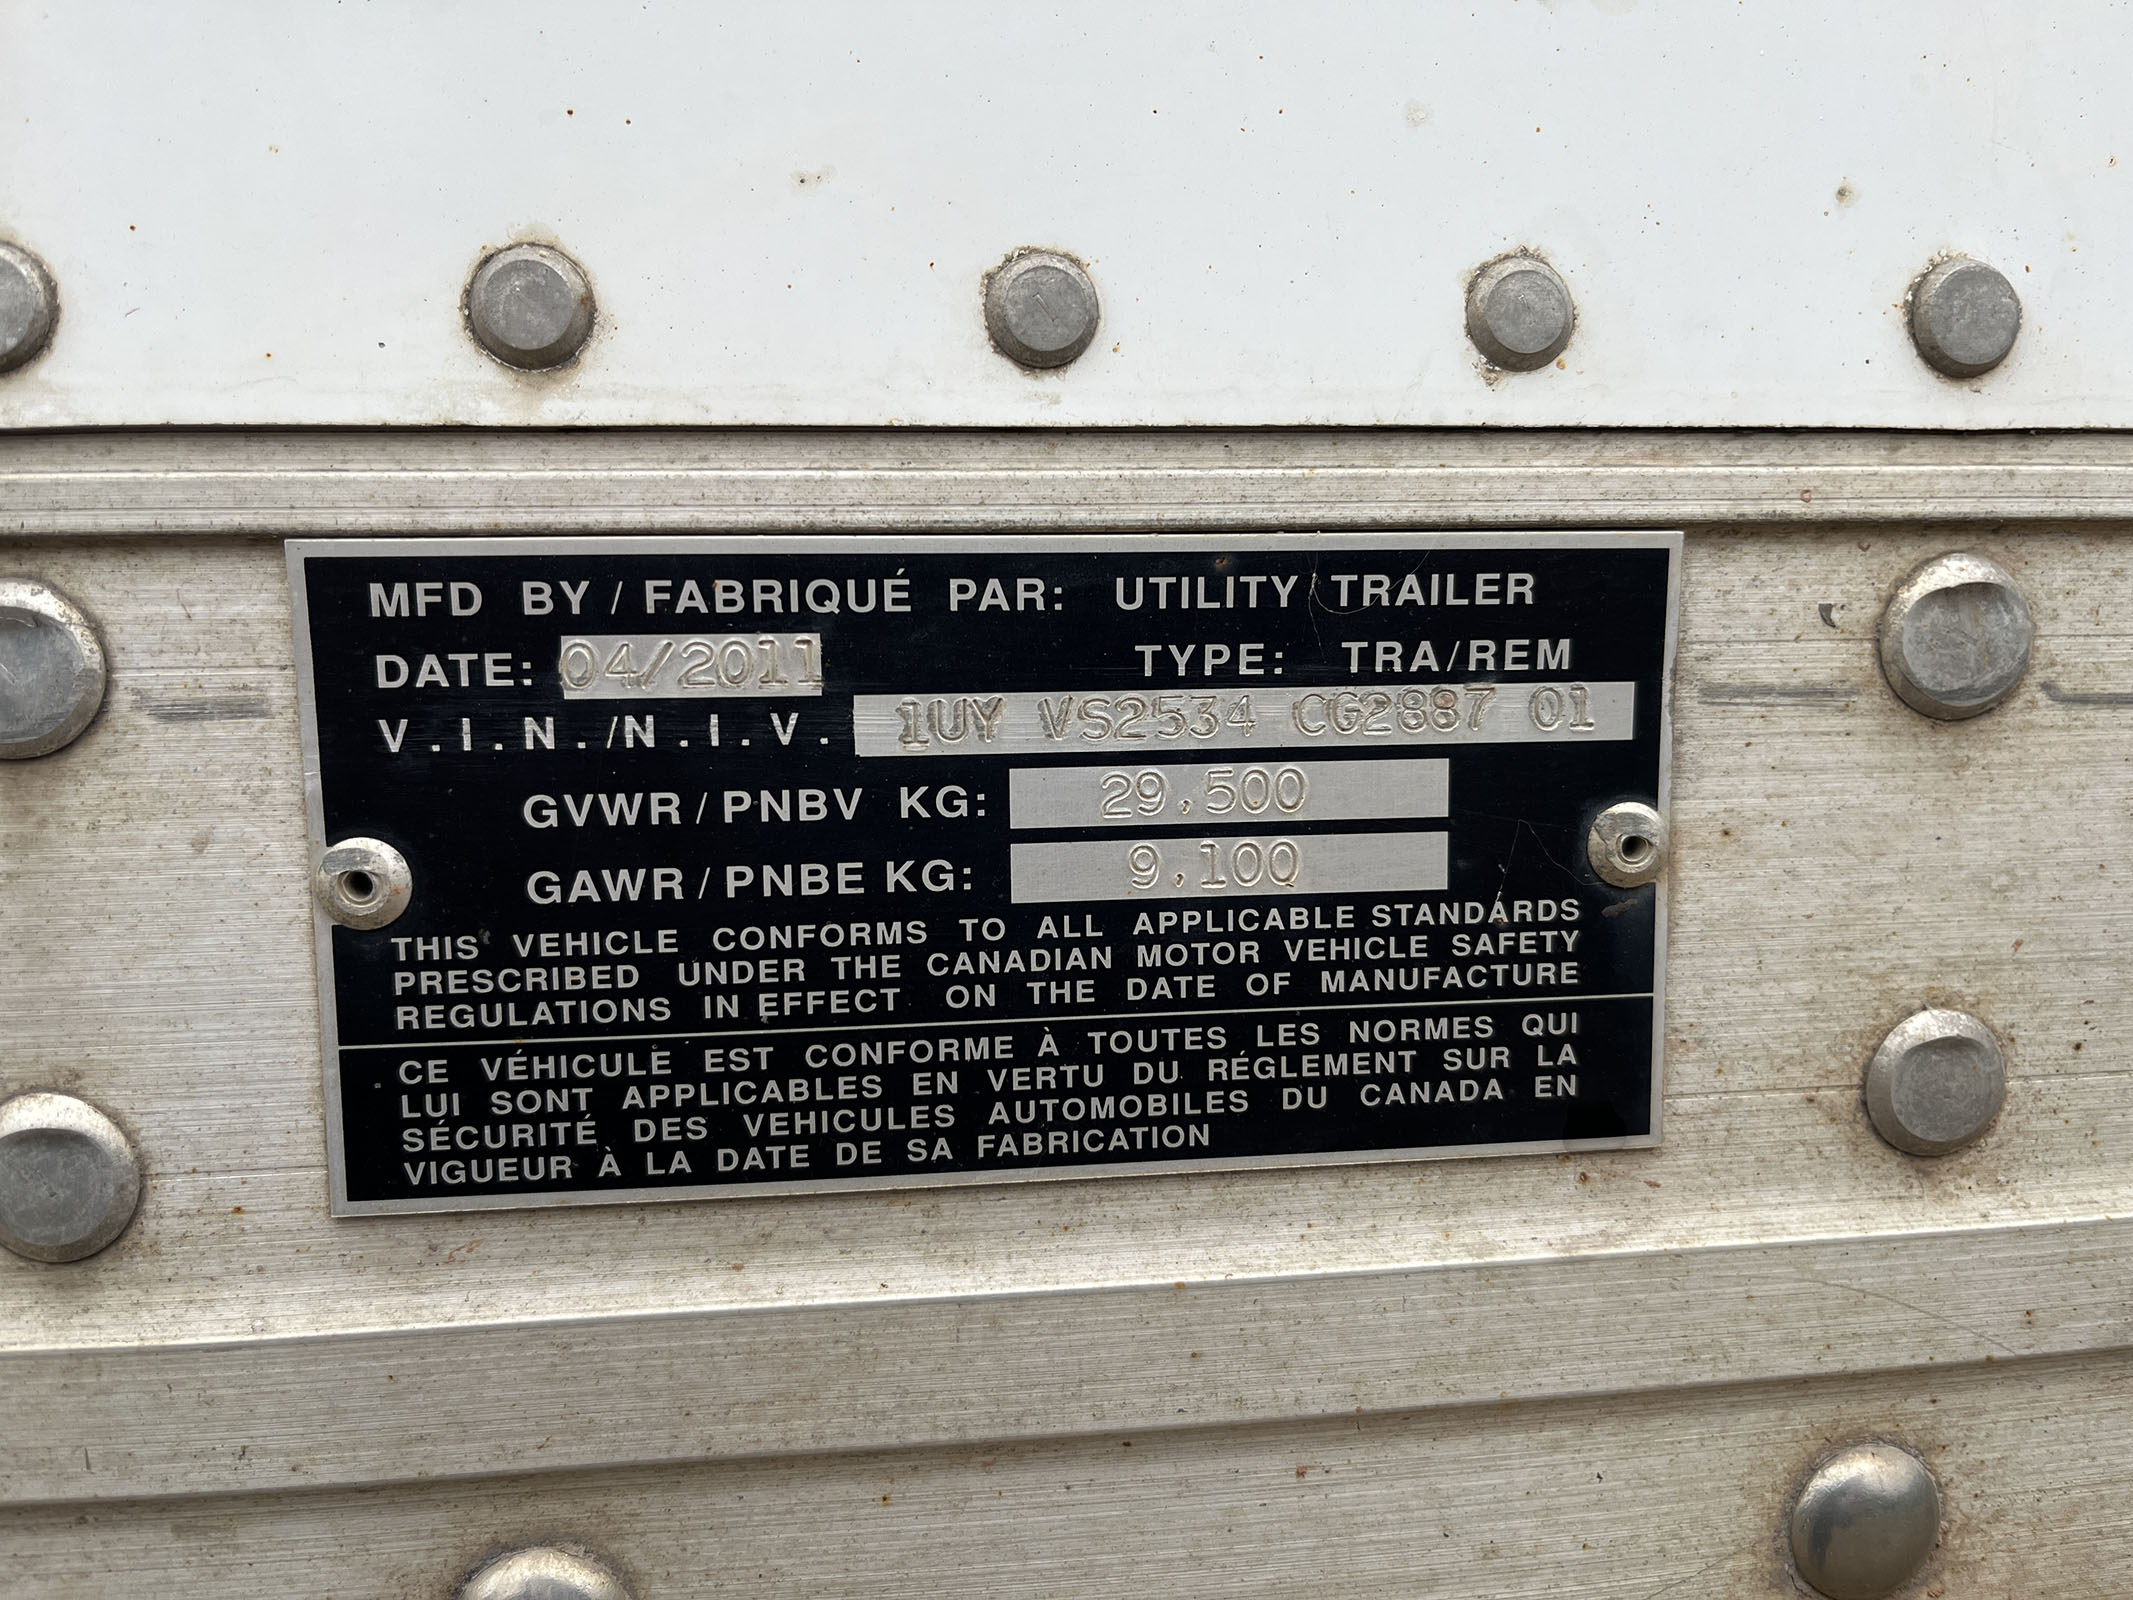 MFD BY / FABRIQUÉ PAR: UTILITY TRAILER
DATE: 04/2011 TYPE: TRA/REM
V.I.N./N.I.V. 1UY VS2534 CG2887 01
GVWR / PNBV KG: 29,500
GAWR / PNBE KG: 9,100
THIS VEHICLE CONFORMS TO ALL APPLICABLE STANDARDS
PRESCRIBED UNDER THE CANADIAN MOTOR VEHICLE SAFETY
REGULATIONS IN EFFECT ON THE DATE OF MANUFACTURE
CE VÉHICULE EST CONFORME À TOUTES LES NORMES QUI
LUI SONT APPLICABLES EN VERTU DU RÉGLEMENT SUR LA
SÉCURITÉ DES VEHICULES AUTOMOBILES DU CANADA EN
VIGUEUR À LA DATE DE SA FABRICATION